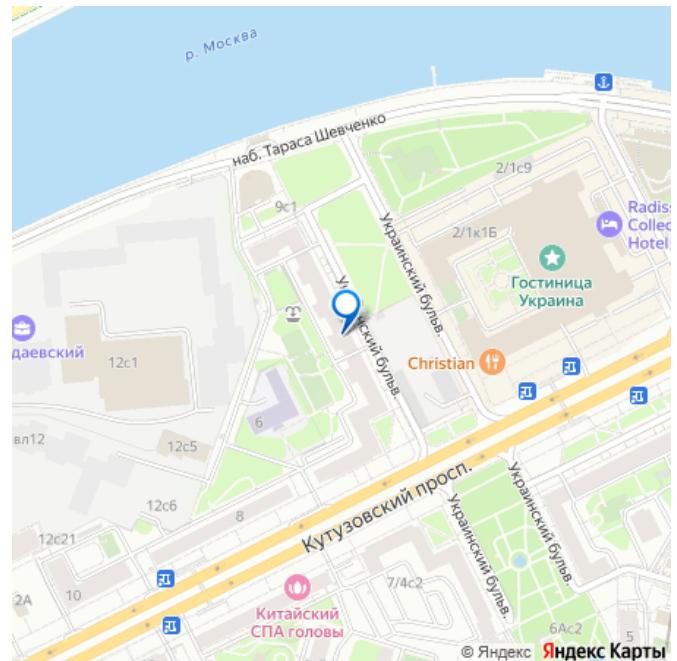 р. Москва
наб. Тараса Шевченко
2/1с9
9с1
Украинский бульв.
2/1к1Б
Radiss
Collec
Hotel
Гостиница
Украина
Christian
даевский
12с1
вл12
6
12с5
12с6
8
Кутузовский просп.
Украинский бульв.
Украинский бульв.
12с21
2А
10
7/4с2
Китайский
СПА головы
6Ас2
5
© Яндекс Яндекс Карты